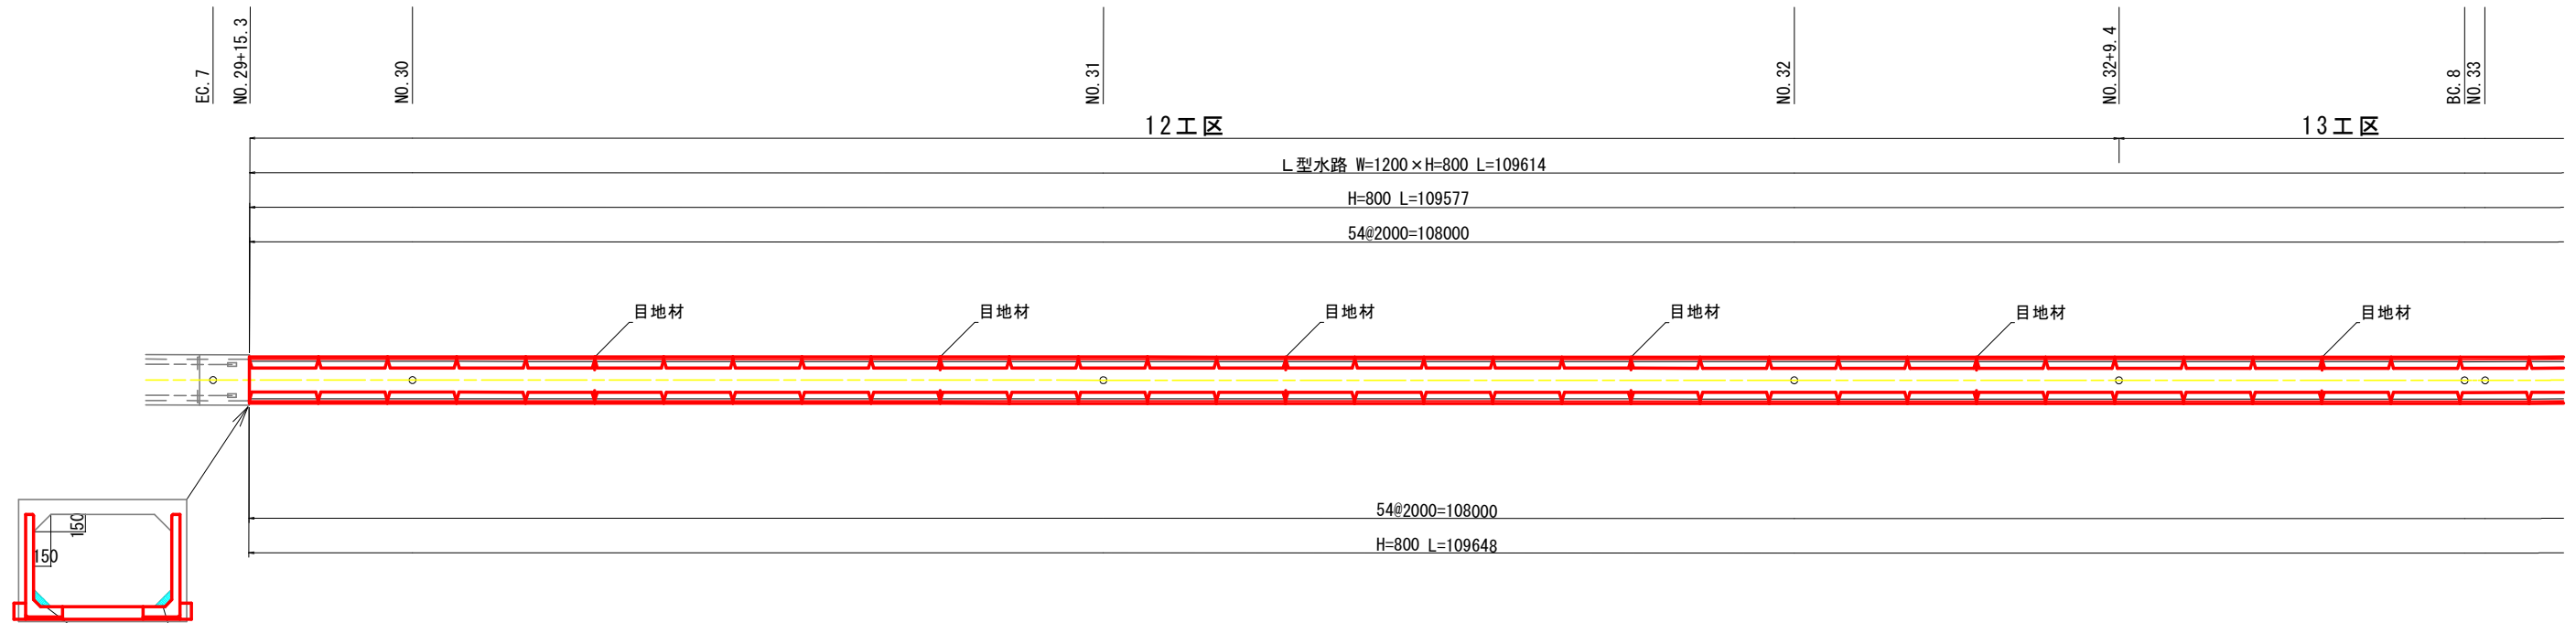 EC.7
NO.29+15.3
NO.30
NO.31
NO.32
NO.32+9.4
BC.8
NO.33
12工区
13工区
L型水路 W=1200×H=800 L=109614
H=800 L=109577
54@2000=108000
目地材
目地材
目地材
目地材
目地材
目地材
54@2000=108000
H=800 L=109648
150
150